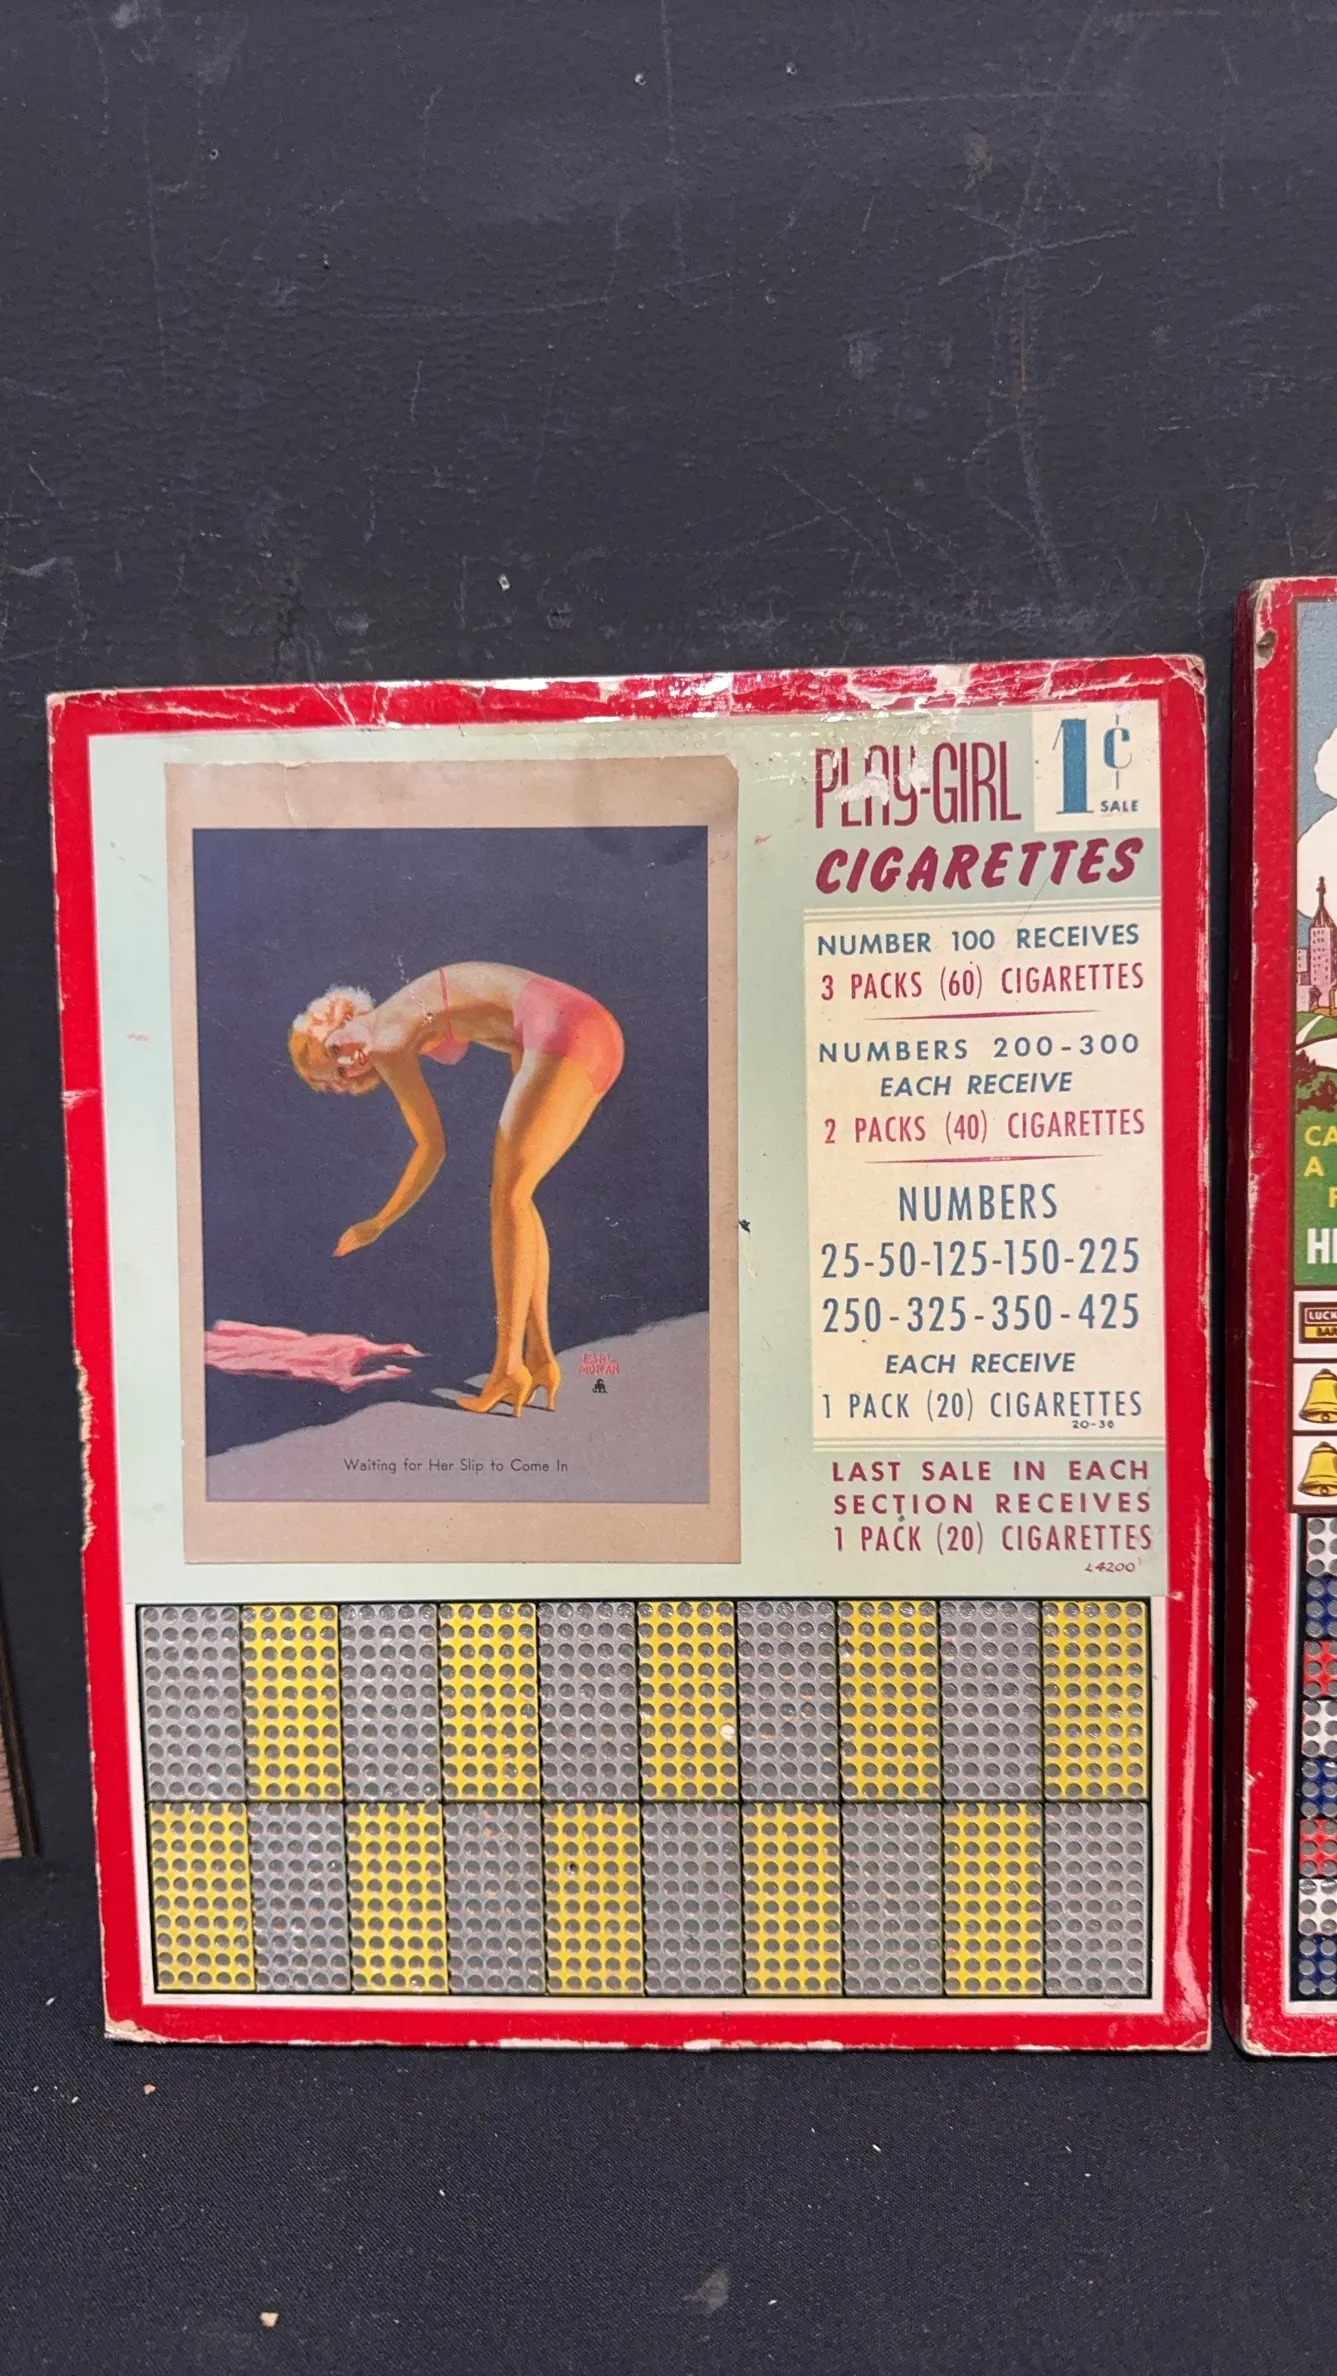 PLAY-GIRL
1¢
SALE
CIGARETTES
NUMBER 100 RECEIVES
3 PACKS (60) CIGARETTES
NUMBERS 200-300
EACH RECEIVE
2 PACKS (40) CIGARETTES
NUMBERS
25-50-125-150-225
250-325-350-425
EACH RECEIVE
1 PACK (20) CIGARETTES
20-30
LAST SALE IN EACH
SECTION RECEIVES
1 PACK (20) CIGARETTES
L4200
EARL
MORAN
Waiting for Her Slip to Come In
CA
A
LUCK